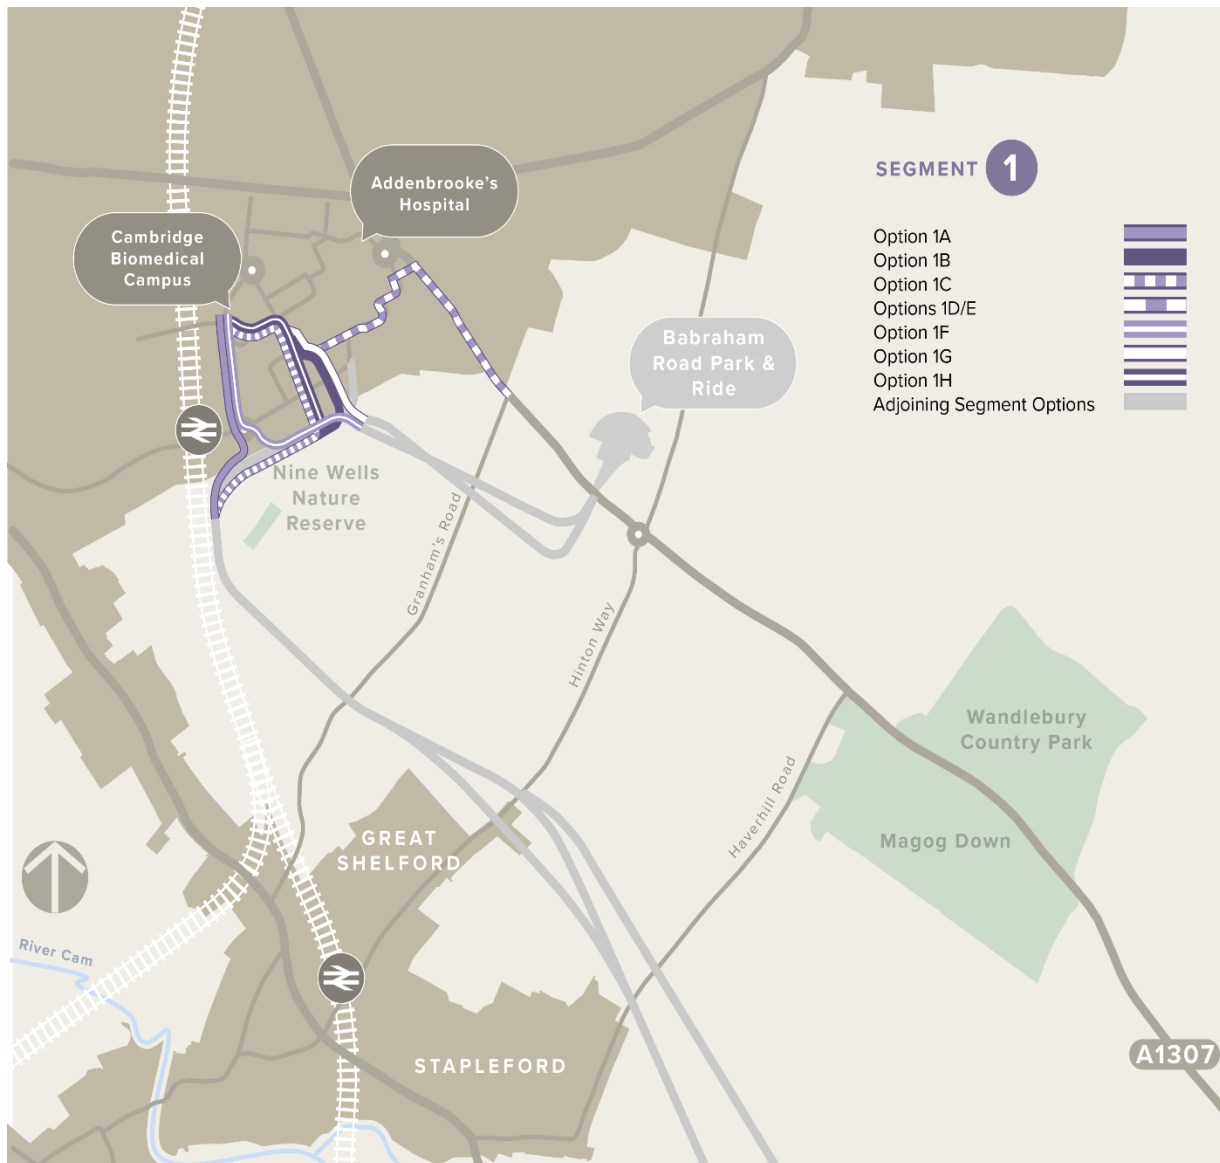 Addenbrooke's
Hospital
SEGMENT 1
Cambridge
Biomedical
Campus
Option 1A
Option 1B
Option 1C
Options 1D/E
Option 1F
Option 1G
Option 1H
Adjoining Segment Options
Babraham
Road Park &
Ride
Nine Wells
Nature
Reserve
Granham's Road
Hinton Way
Wandlebury
Country Park
Haverhill Road
Magog Down
GREAT
SHELFORD
River Cam
A1307
STAPLEFORD